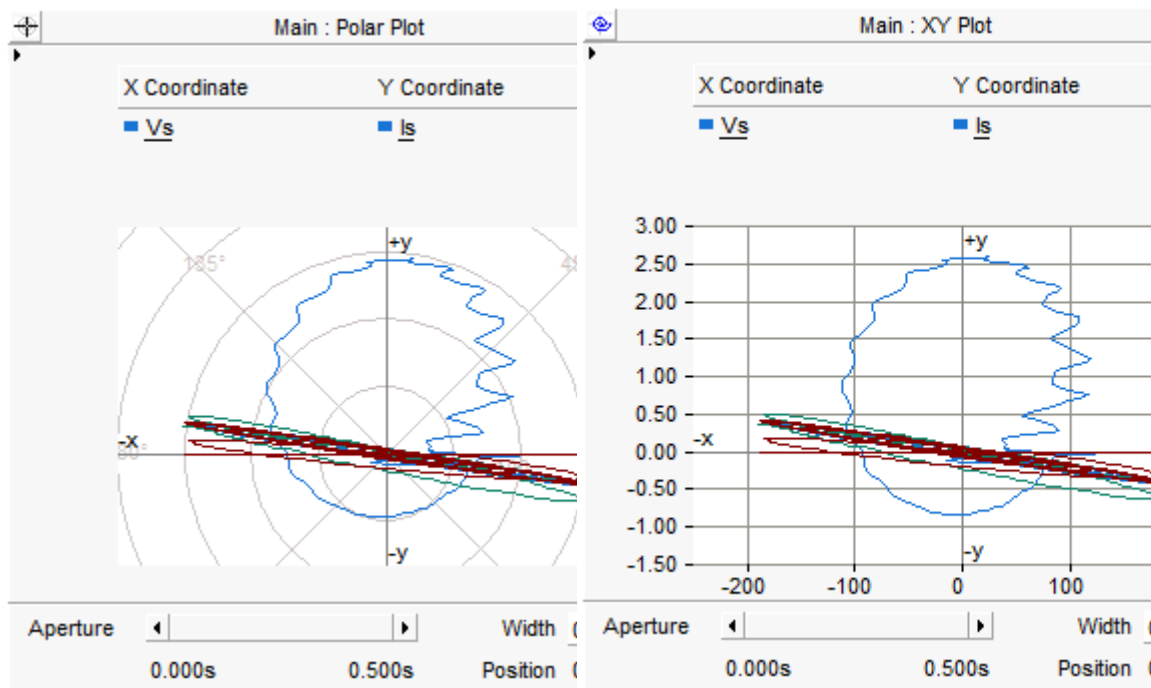 Main : Polar Plot
X Coordinate Y Coordinate
Vs Is
+y
135°
-x
-y
Aperture Width
0.000s 0.500s Position
Main : XY Plot
X Coordinate Y Coordinate
Vs Is
3.00
+y
2.50
2.00
1.50
1.00
0.50
-x
0.00
-0.50
-1.00
-y
-1.50
-200 -100 0 100
Aperture Width
0.000s 0.500s Position